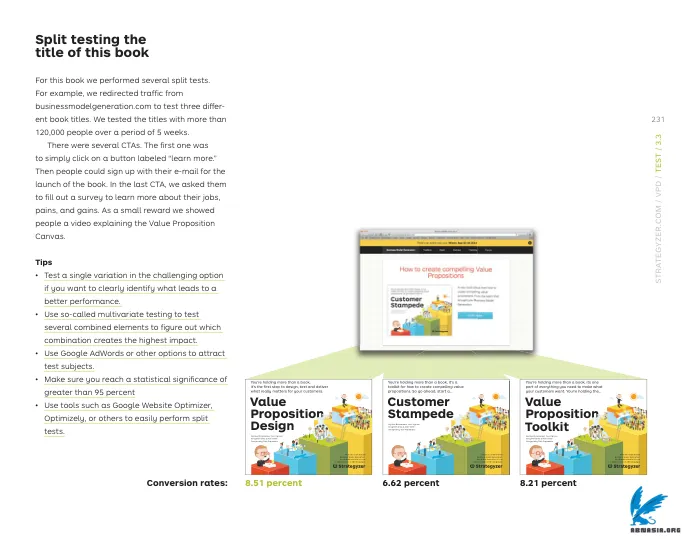 Split testing the
title of this book
For this book we performed several split tests.
For example, we redirected traffic from
businessmodelgeneration.com to test three differ-
ent book titles. We tested the titles with more than
120,000 people over a period of 5 weeks.
There were several CTAs. The first one was
to simply click on a button labeled “learn more.”
Then people could sign up with their e-mail for the
launch of the book. In the last CTA, we asked them
to fill out a survey to learn more about their jobs,
pains, and gains. As a small reward we showed
people a video explaining the Value Proposition
Canvas.
Tips
• Test a single variation in the challenging option
if you want to clearly identify what leads to a
better performance.
• Use so-called multivariate testing to test
several combined elements to figure out which
combination creates the highest impact.
• Use Google AdWords or other options to attract
test subjects.
• Make sure you reach a statistical significance of
greater than 95 percent
• Use tools such as Google Website Optimizer,
Optimizely, or others to easily perform split
tests.
231
STRATEGYZER.COM / VPD / TEST / 3.3
How to create compelling Value
Propositions
Customer
Stampede
You're holding more than a book.
It's the first step to design, test and deliver
what really matters for your customers.
Value
Proposition
Design
Strategyzer
You're holding more than a book. It's a
toolkit for how to create compelling value
propositions. So go ahead, start a...
Customer
Stampede
Strategyzer
You're holding more than a book. Its one
part of everything you need to make what
your customers want. You're holding the...
Value
Proposition
Toolkit
Strategyzer
Conversion rates:
8.51 percent
6.62 percent
8.21 percent
ABNASIA.ORG